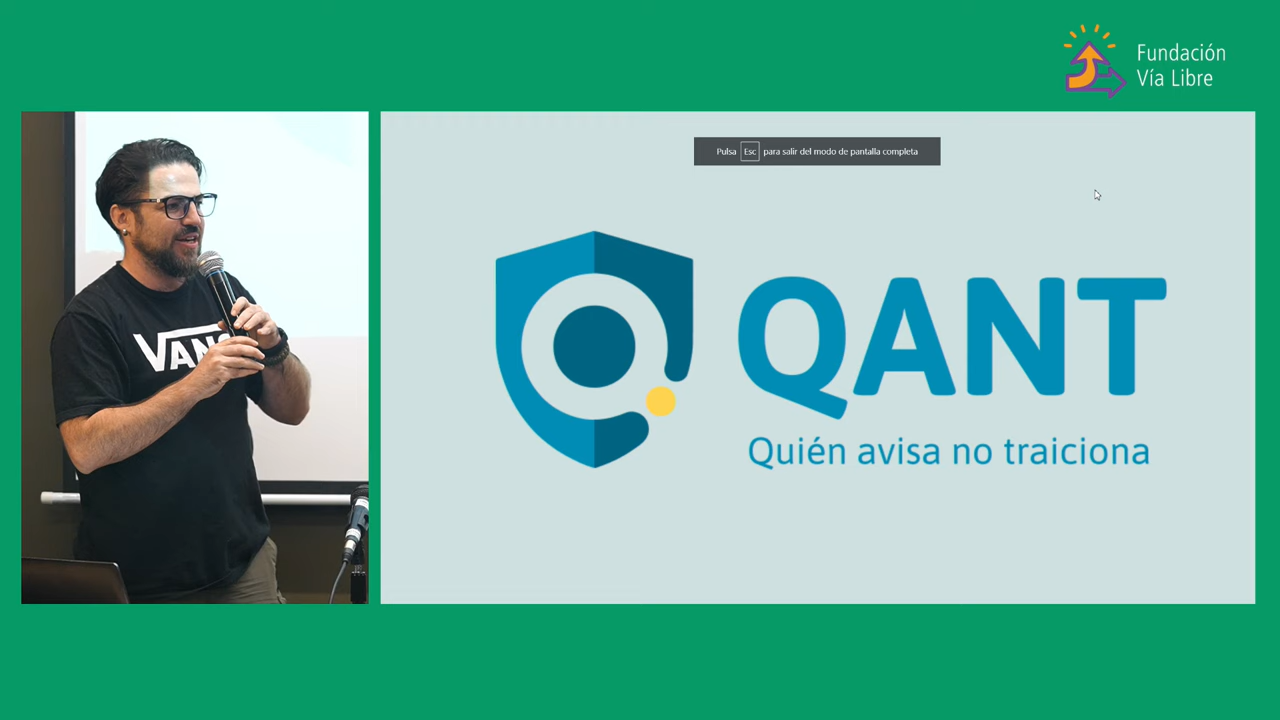 Fundación
Vía Libre
Pulsa Esc para salir del modo de pantalla completa
VANS
QANT
Quién avisa no traiciona